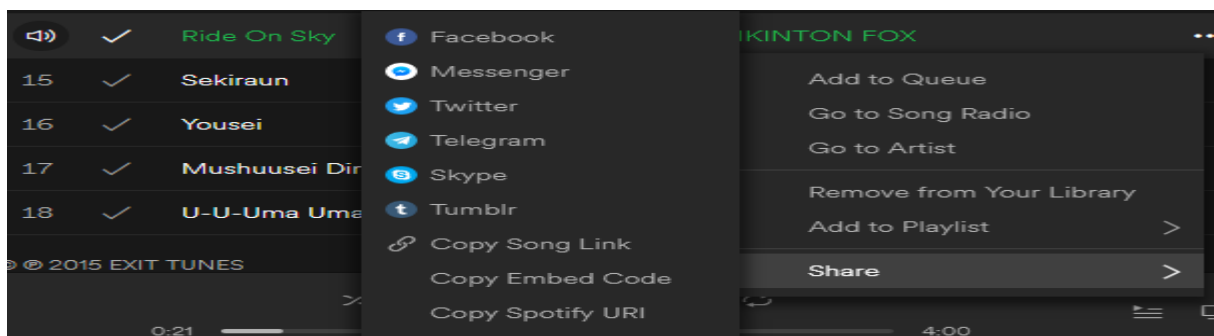 Ride On Sky
15 Sekiraun
16 Yousei
17 Mushuusei Dir
18 U-U-Uma Uma
℗ 2015 EXIT TUNES
0:21
Facebook
Messenger
Twitter
Telegram
Skype
Tumblr
Copy Song Link
Copy Embed Code
Copy Spotify URI
KINTON FOX
Add to Queue
Go to Song Radio
Go to Artist
Remove from Your Library
Add to Playlist
Share
4:00